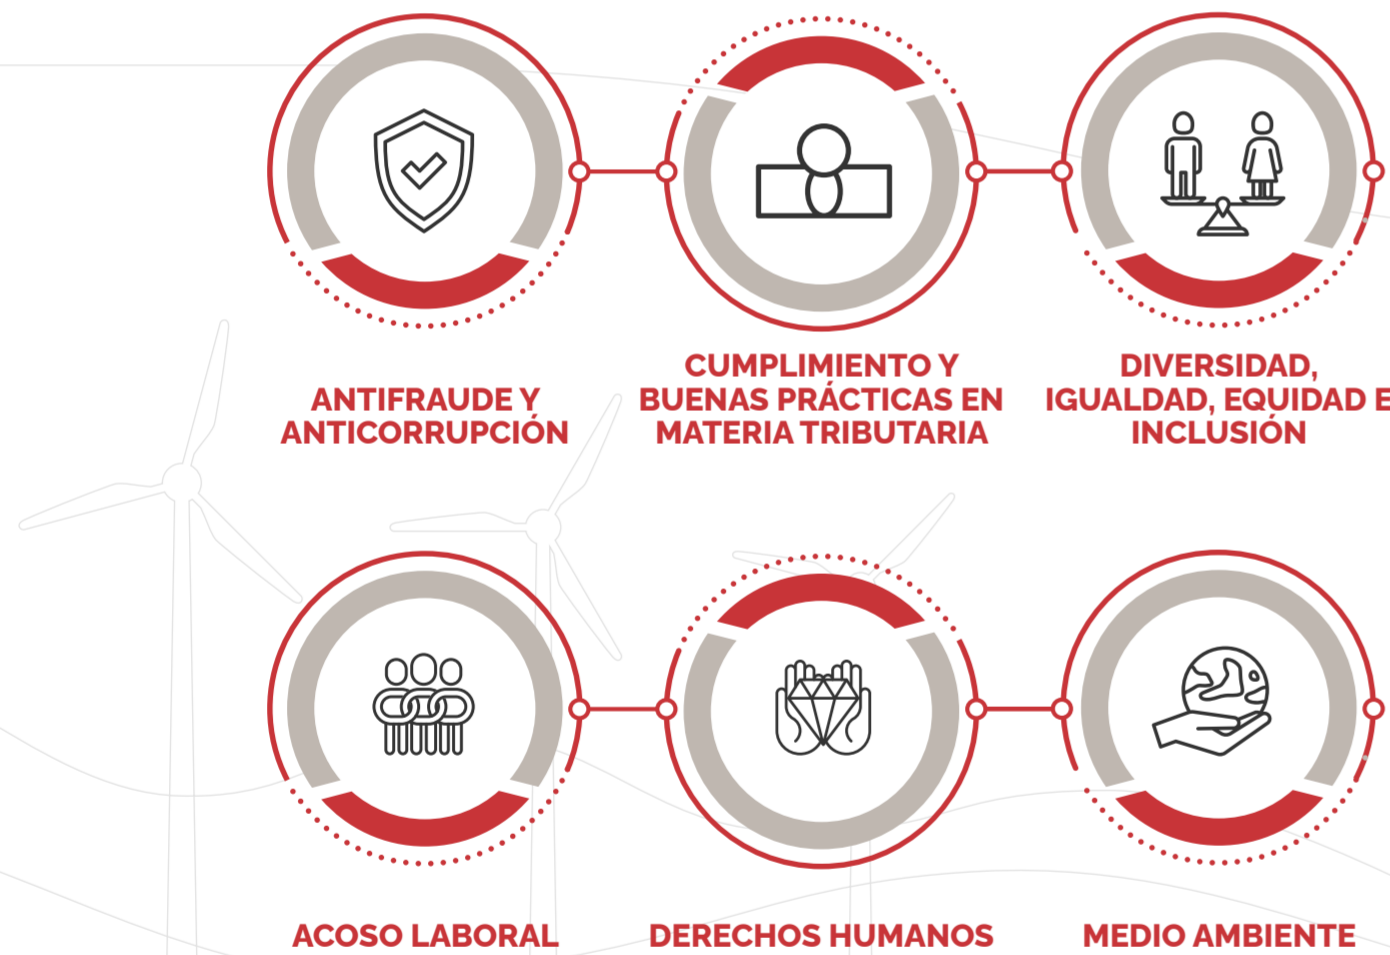 ANTIFRAUDE Y
ANTICORRUPCIÓN
CUMPLIMIENTO Y
BUENAS PRÁCTICAS EN
MATERIA TRIBUTARIA
DIVERSIDAD,
IGUALDAD, EQUIDAD E
INCLUSIÓN
ACOSO LABORAL
DERECHOS HUMANOS
MEDIO AMBIENTE